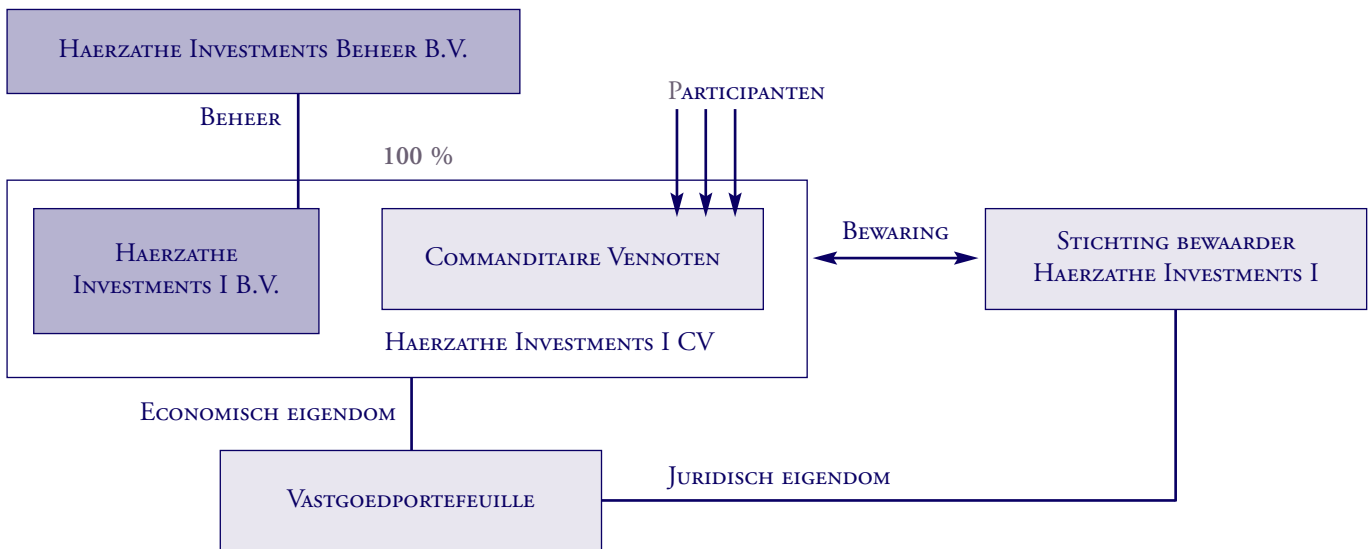 Haerzathe Investments Beheer B.V.
Participanten
Beheer
100 %
Haerzathe
Investments I B.V.
Commanditaire Vennoten
Bewaring
Stichting bewaarder
Haerzathe Investments I
Haerzathe Investments I CV
Economisch eigendom
Juridisch eigendom
Vastgoedportefeuille